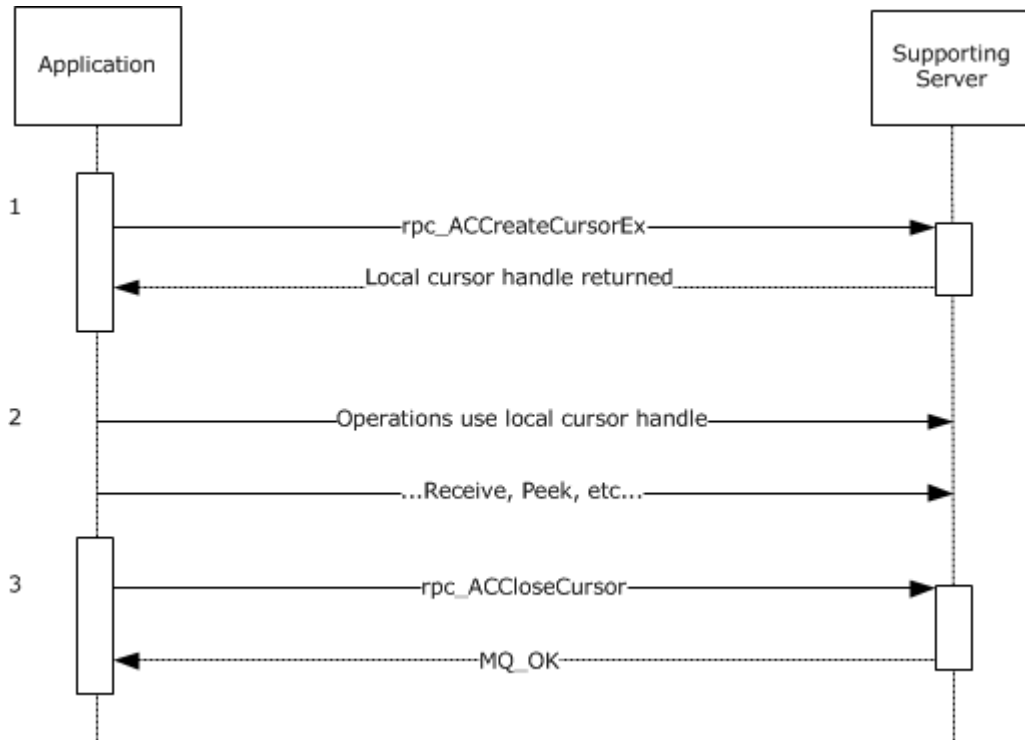 Application
Supporting
Server
1
rpc_ACCreateCursorEx
Local cursor handle returned
2
Operations use local cursor handle
...Receive, Peek, etc...
3
rpc_ACCloseCursor
MQ_OK